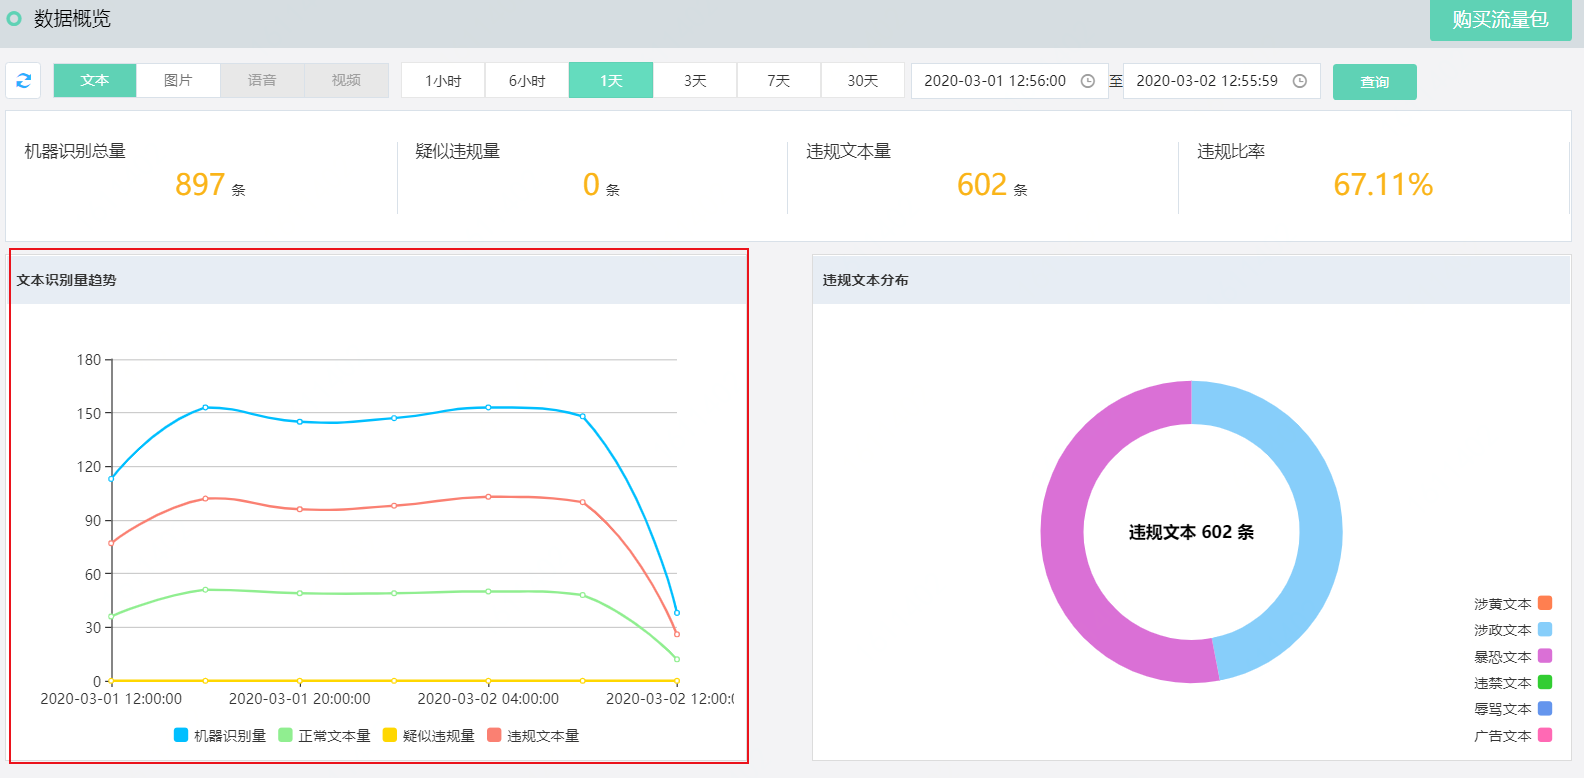 数据概览
购买流量包
文本 图片 语音 视频 1小时 6小时 1天 3天 7天 30天 2020-03-01 12:56:00 至 2020-03-02 12:55:59 查询
机器识别总量 疑似违规量 违规文本量 违规比率
897 条 0 条 602 条 67.11%
文本识别量趋势
180
150
120
90
60
30
0
2020-03-01 12:00:00 2020-03-01 20:00:00 2020-03-02 04:00:00 2020-03-02 12:00:0
机器识别量 正常文本量 疑似违规量 违规文本量
违规文本分布
违规文本 602 条
涉黄文本
涉政文本
暴恐文本
违禁文本
辱骂文本
广告文本